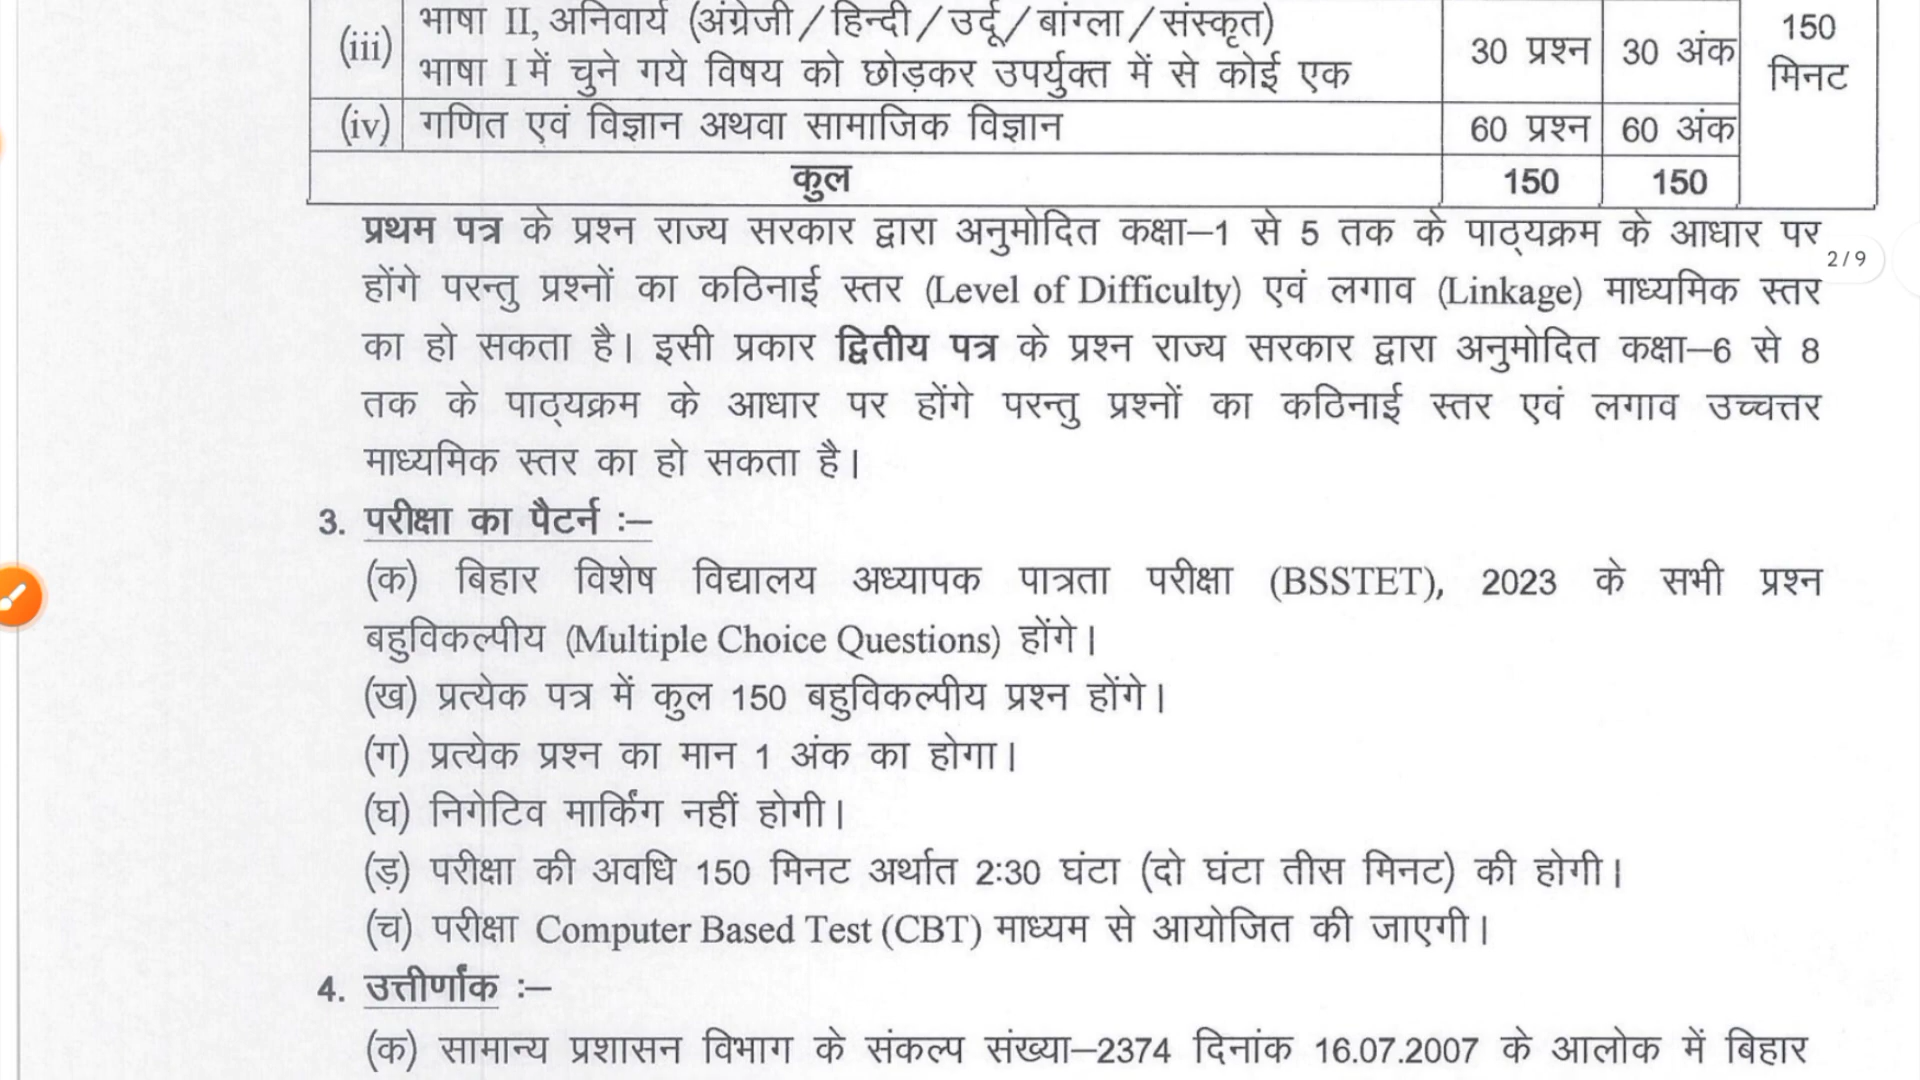 (iii) भाषा II, अनिवार्य (अंग्रेजी/हिन्दी/उर्दू/बांग्ला/संस्कृत)
भाषा I में चुने गये विषय को छोड़कर उपर्युक्त में से कोई एक 30 प्रश्न 30 अंक 150 मिनट
(iv) गणित एवं विज्ञान अथवा सामाजिक विज्ञान 60 प्रश्न 60 अंक
कुल 150 150
प्रथम पत्र के प्रश्न राज्य सरकार द्वारा अनुमोदित कक्षा–1 से 5 तक के पाठ्यक्रम के आधार पर
2/9
होंगे परन्तु प्रश्नों का कठिनाई स्तर (Level of Difficulty) एवं लगाव (Linkage) माध्यमिक स्तर
का हो सकता है। इसी प्रकार द्वितीय पत्र के प्रश्न राज्य सरकार द्वारा अनुमोदित कक्षा–6 से 8
तक के पाठ्यक्रम के आधार पर होंगे परन्तु प्रश्नों का कठिनाई स्तर एवं लगाव उच्चत्तर
माध्यमिक स्तर का हो सकता है।
3. परीक्षा का पैटर्न :–
(क) बिहार विशेष विद्यालय अध्यापक पात्रता परीक्षा (BSSTET), 2023 के सभी प्रश्न
बहुविकल्पीय (Multiple Choice Questions) होंगे।
(ख) प्रत्येक पत्र में कुल 150 बहुविकल्पीय प्रश्न होंगे।
(ग) प्रत्येक प्रश्न का मान 1 अंक का होगा।
(घ) निगेटिव मार्किंग नहीं होगी।
(ड़) परीक्षा की अवधि 150 मिनट अर्थात 2:30 घंटा (दो घंटा तीस मिनट) की होगी।
(च) परीक्षा Computer Based Test (CBT) माध्यम से आयोजित की जाएगी।
4. उत्तीर्णांक :–
(क) सामान्य प्रशासन विभाग के संकल्प संख्या–2374 दिनांक 16.07.2007 के आलोक में बिहार